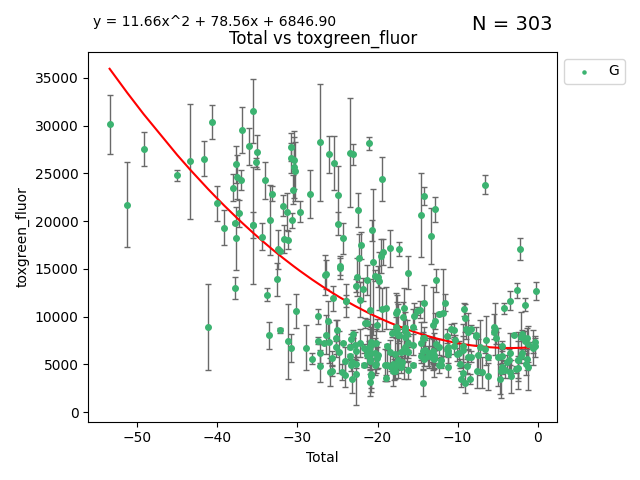 y = 11.66x^2 + 78.56x + 6846.90
N = 303
Total vs toxgreen_fluor
G
35000
30000
25000
20000
15000
10000
5000
0
toxgreen_fluor
−50
−40
−30
−20
−10
0
Total